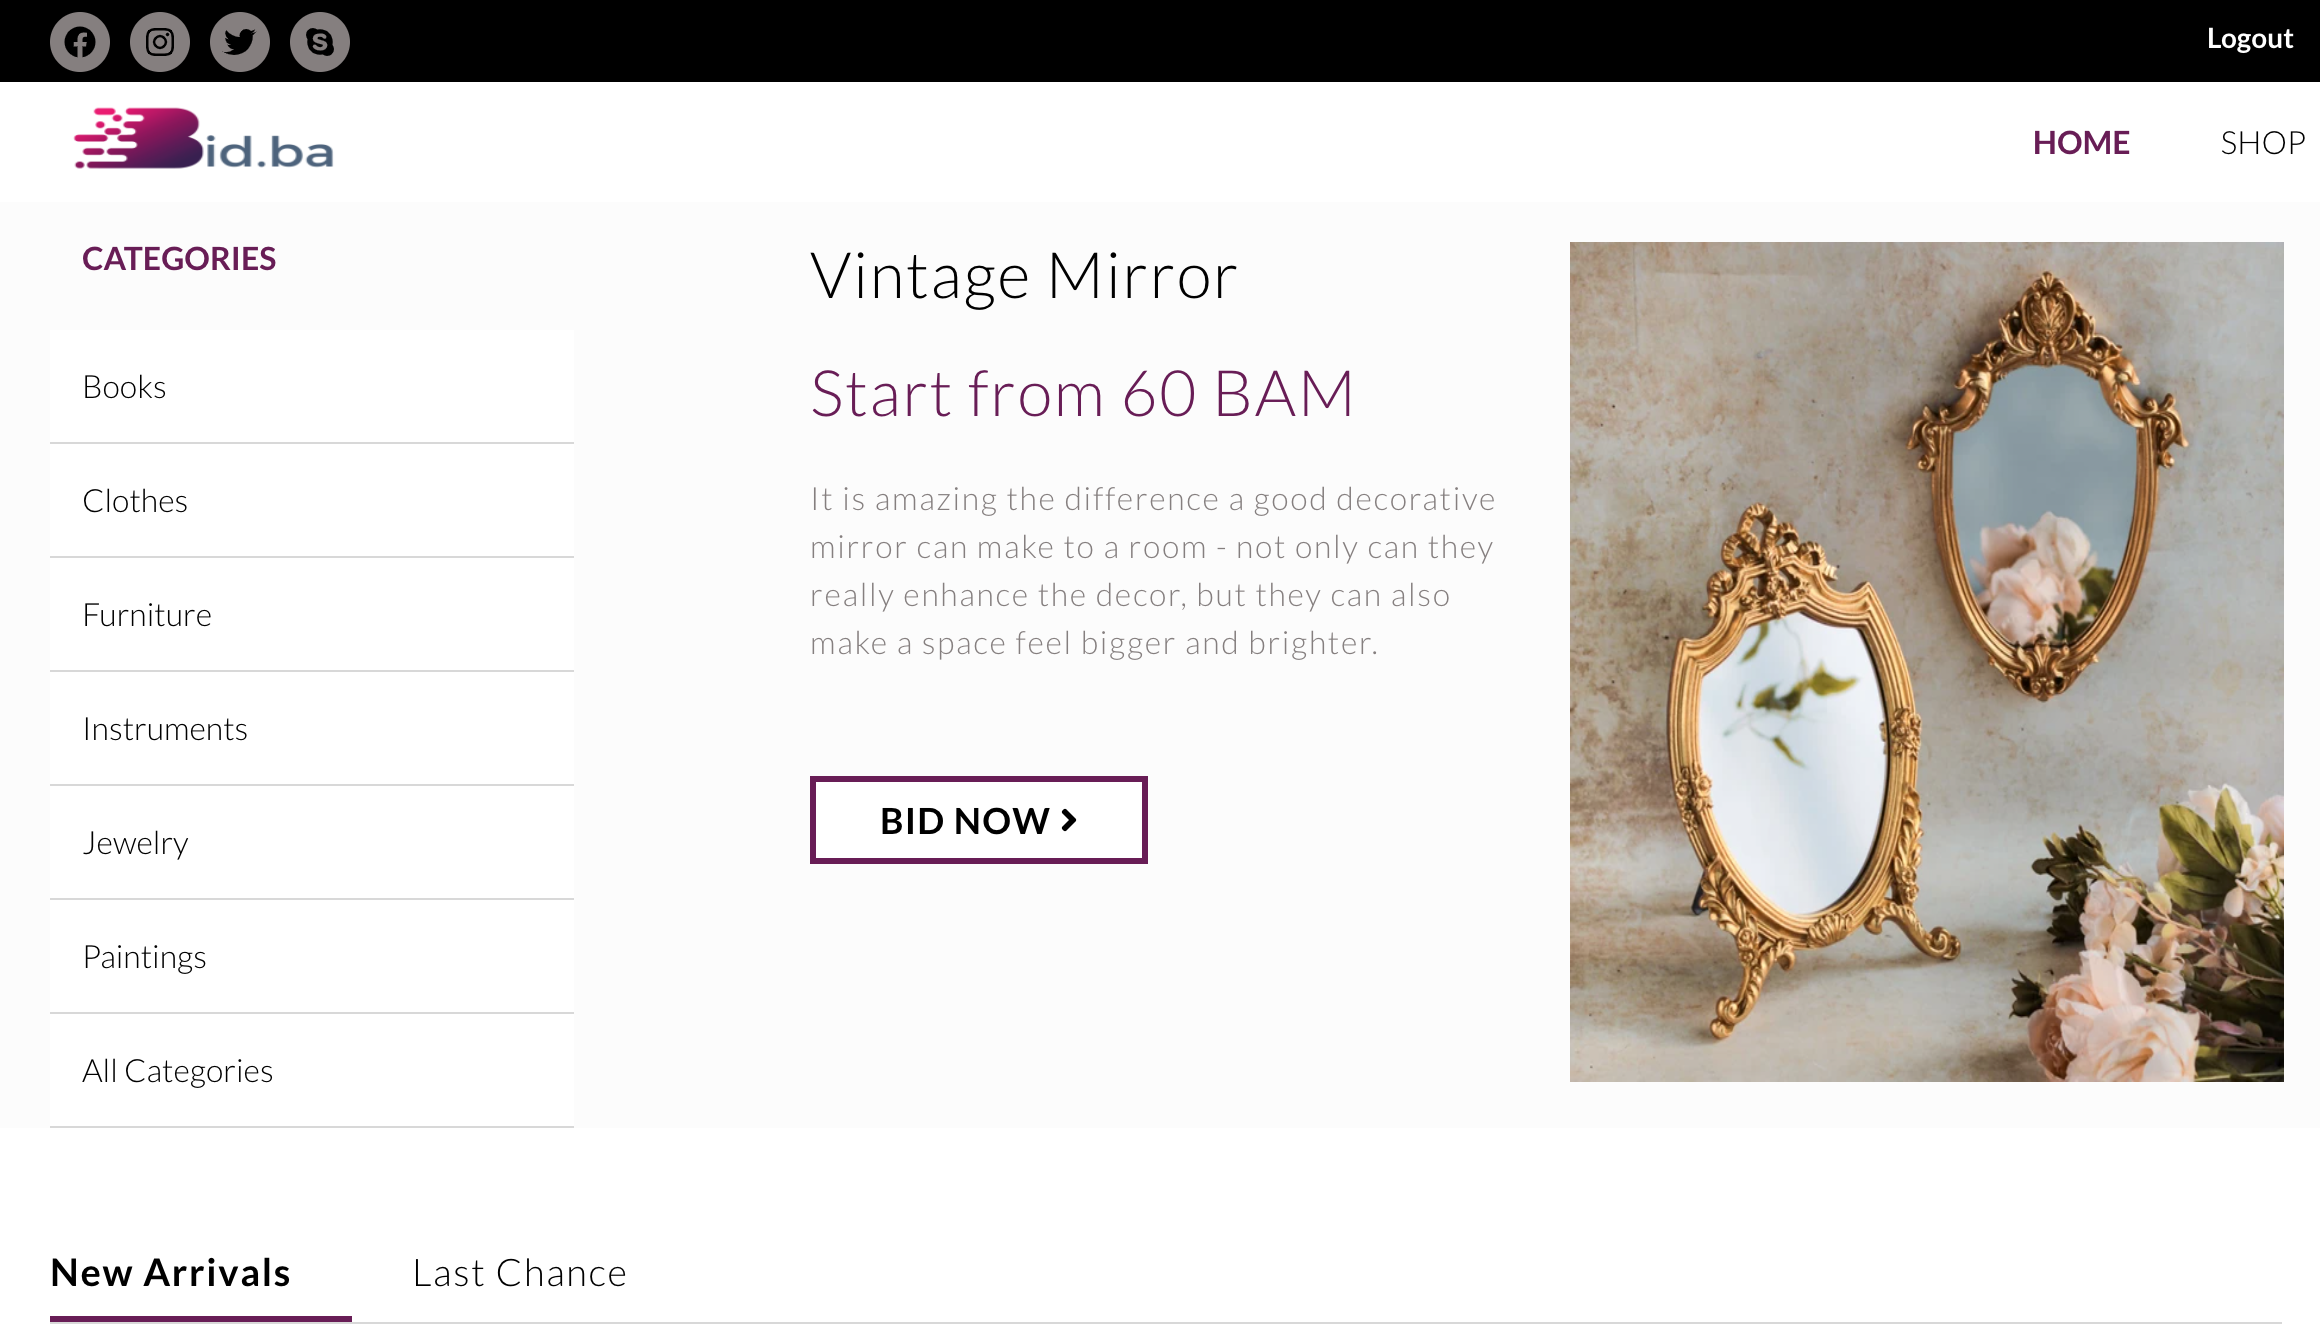 Logout
Bid.ba
HOME
SHOP
CATEGORIES
Books
Clothes
Furniture
Instruments
Jewelry
Paintings
All Categories
Vintage Mirror
Start from 60 BAM
It is amazing the difference a good decorative
mirror can make to a room - not only can they
really enhance the decor, but they can also
make a space feel bigger and brighter.
BID NOW
New Arrivals
Last Chance